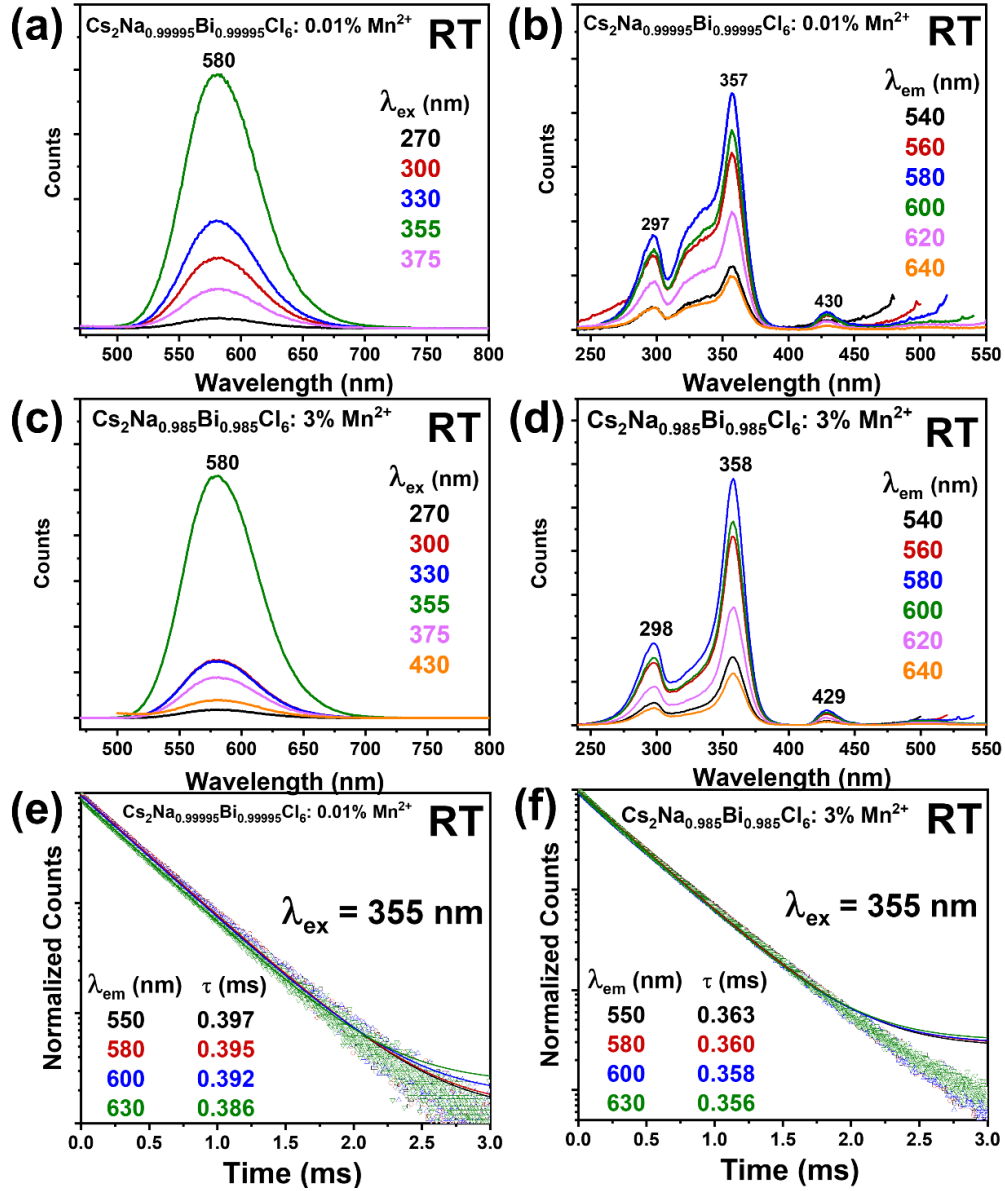 (a) Cs₂Na₀.₉₉₉₉₅Bi₀.₉₉₉₉₅Cl₆: 0.01% Mn²⁺ RT
580
λex (nm)
270
300
330
355
375
Counts
500 550 600 650 700 750 800
Wavelength (nm)
(b) Cs₂Na₀.₉₉₉₉₅Bi₀.₉₉₉₉₅Cl₆: 0.01% Mn²⁺ RT
357
297
430
λem (nm)
540
560
580
600
620
640
Counts
250 300 350 400 450 500 550
Wavelength (nm)
(c) Cs₂Na₀.₉₈₅Bi₀.₉₈₅Cl₆: 3% Mn²⁺ RT
580
λex (nm)
270
300
330
355
375
430
Counts
500 550 600 650 700 750 800
Wavelength (nm)
(d) Cs₂Na₀.₉₈₅Bi₀.₉₈₅Cl₆: 3% Mn²⁺ RT
358
298
429
λem (nm)
540
560
580
600
620
640
Counts
250 300 350 400 450 500 550
Wavelength (nm)
(e) Cs₂Na₀.₉₉₉₉₅Bi₀.₉₉₉₉₅Cl₆: 0.01% Mn²⁺ RT
λex = 355 nm
λem (nm) τ (ms)
550 0.397
580 0.395
600 0.392
630 0.386
Normalized Counts
0.0 0.5 1.0 1.5 2.0 2.5 3.0
Time (ms)
(f) Cs₂Na₀.₉₈₅Bi₀.₉₈₅Cl₆: 3% Mn²⁺ RT
λex = 355 nm
λem (nm) τ (ms)
550 0.363
580 0.360
600 0.358
630 0.356
Normalized Counts
0.0 0.5 1.0 1.5 2.0 2.5 3.0
Time (ms)